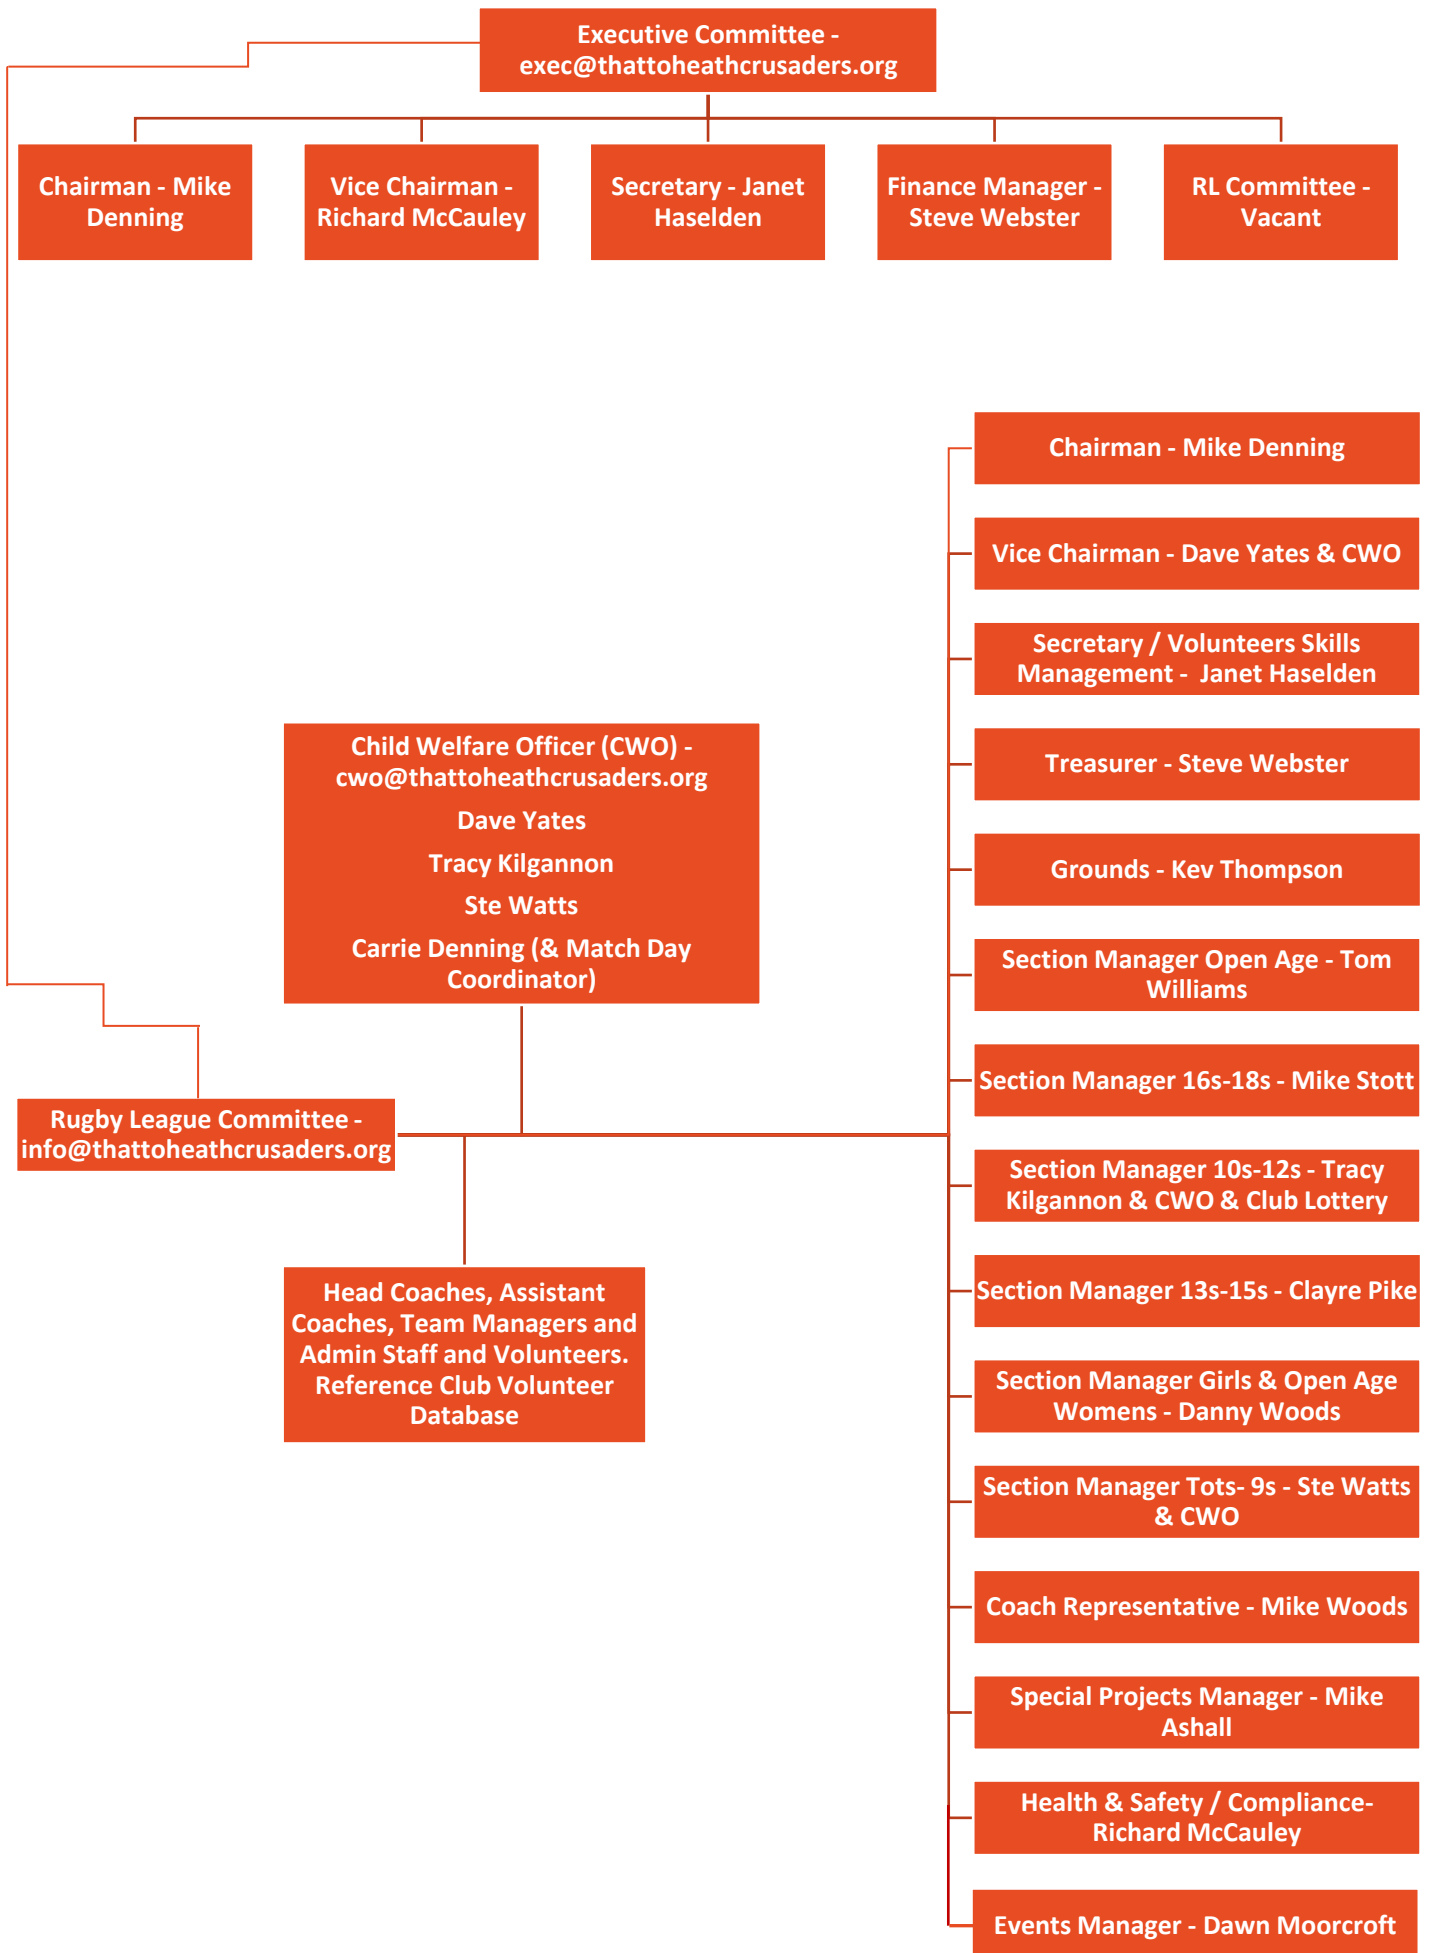 Executive Committee -
exec@thattoheathcrusaders.org
Chairman - Mike
Denning
Vice Chairman -
Richard McCauley
Secretary - Janet
Haselden
Finance Manager -
Steve Webster
RL Committee -
Vacant
Chairman - Mike Denning
Vice Chairman - Dave Yates & CWO
Secretary / Volunteers Skills
Management -  Janet Haselden
Treasurer - Steve Webster
Grounds - Kev Thompson
Section Manager Open Age - Tom
Williams
Section Manager 16s-18s - Mike Stott
Section Manager 10s-12s - Tracy
Kilgannon & CWO & Club Lottery
Section Manager 13s-15s - Clayre Pike
Section Manager Girls & Open Age
Womens - Danny Woods
Section Manager Tots- 9s - Ste Watts
& CWO
Coach Representative - Mike Woods
Special Projects Manager - Mike
Ashall
Health & Safety / Compliance-
Richard McCauley
Events Manager - Dawn Moorcroft
Child Welfare Officer (CWO) -
cwo@thattoheathcrusaders.org
Dave Yates
Tracy Kilgannon
Ste Watts
Carrie Denning (& Match Day
Coordinator)
Rugby League Committee -
info@thattoheathcrusaders.org
Head Coaches, Assistant
Coaches, Team Managers and
Admin Staff and Volunteers.
Reference Club Volunteer
Database